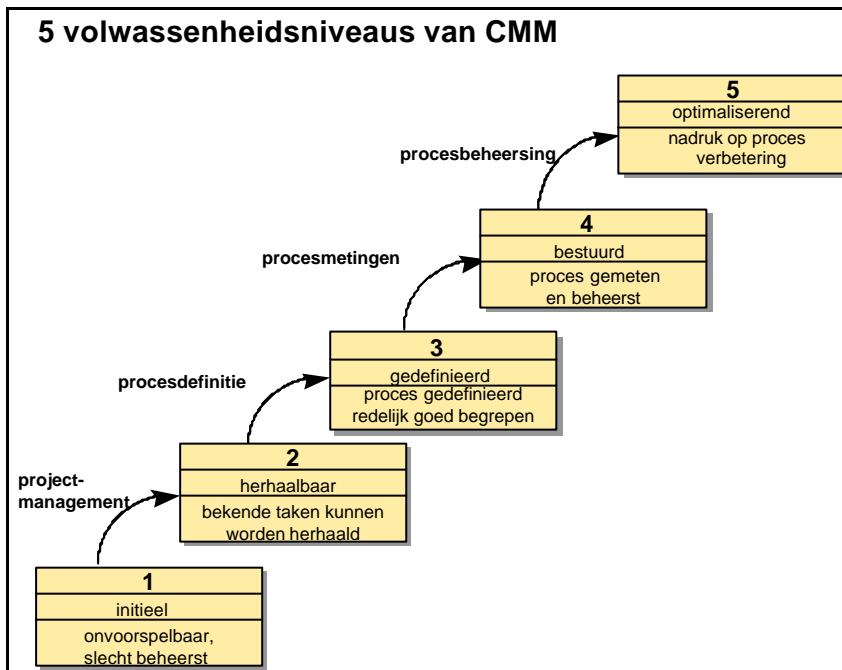 5 volwassenheidsniveaus van CMM
5
optimaliserend
nadruk op proces
verbetering
procesbeheersing
4
bestuurd
proces gemeten
en beheerst
procesmetingen
3
gedefinieerd
proces gedefinieerd
redelijk goed begrepen
procesdefinitie
2
herhaalbaar
bekende taken kunnen
worden herhaald
project-
management
1
initieel
onvoorspelbaar,
slecht beheerst